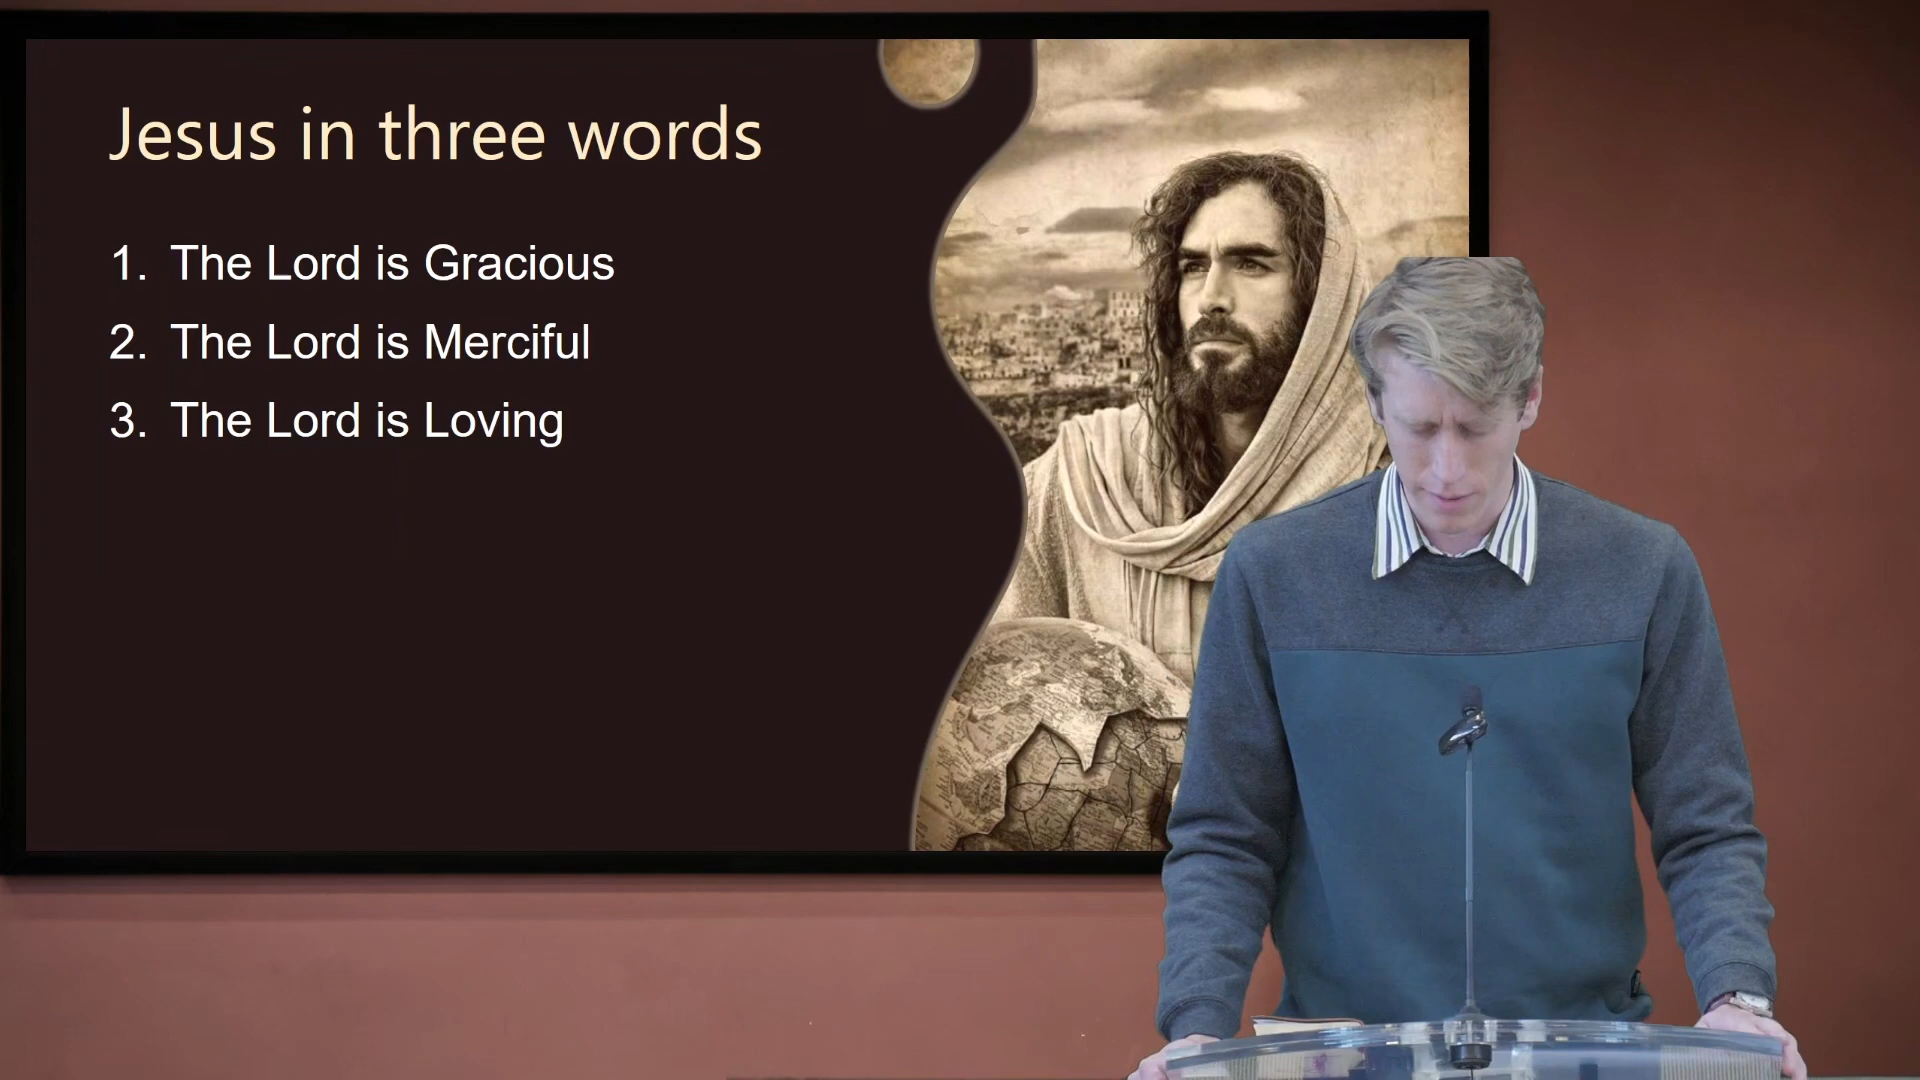 Jesus in three words
1. The Lord is Gracious
2. The Lord is Merciful
3. The Lord is Loving